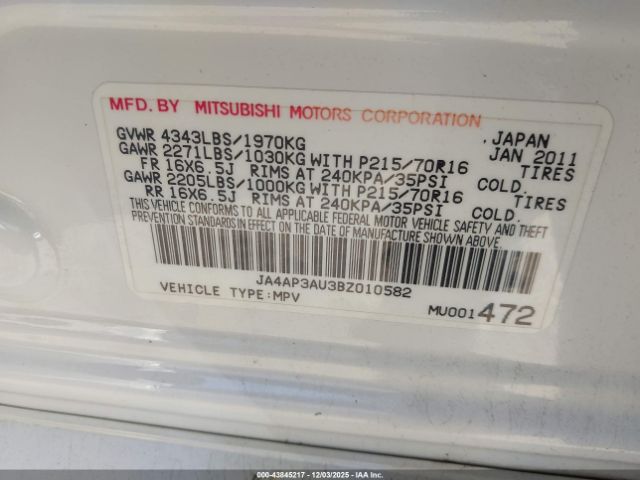 MFD. BY MITSUBISHI MOTORS CORPORATION
GVWR 4343LBS/1970KG , JAPAN
GAWR 2271LBS/1030KG WITH P215/70R16 JAN 2011
FR 16X6.5J RIMS AT 240KPA/35PSI COLD. TIRES
GAWR 2205LBS/1000KG WITH P215/70R16
RR 16X6.5J RIMS AT 240KPA/35PSI COLD. TIRES
THIS VEHICLE CONFORMS TO ALL APPLICABLE FEDERAL MOTOR VEHICLE SAFETY AND THEFT
PREVENTION STANDARDS IN EFFECT ON THE DATE OF MANUFACTURE SHOWN ABOVE.
JA4AP3AU3BZ010582
VEHICLE TYPE:MPV MU001472
00-43845217 - 12/03/2025 - IAAI.COM